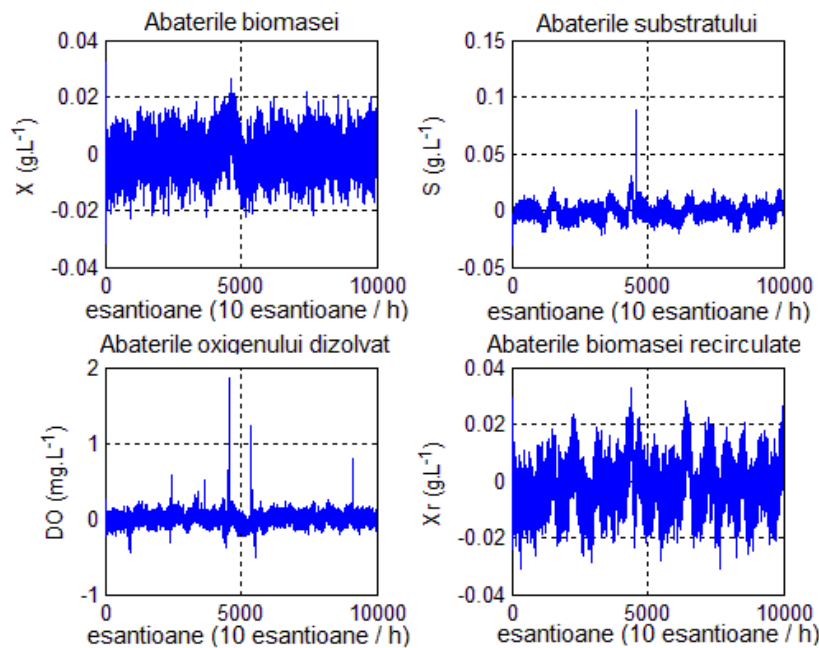 Abaterile biomasei
0.04
0.02
0
-0.02
-0.04
X (g.L⁻¹)
0
5000
10000
esantioane (10 esantioane / h)
Abaterile substratului
0.15
0.1
0.05
0
-0.05
S (g.L⁻¹)
0
5000
10000
esantioane (10 esantioane / h)
Abaterile oxigenului dizolvat
2
1
0
-1
DO (mg.L⁻¹)
0
5000
10000
esantioane (10 esantioane / h)
Abaterile biomasei recirculate
0.04
0.02
0
-0.02
-0.04
Xr (g.L⁻¹)
0
5000
10000
esantioane (10 esantioane / h)